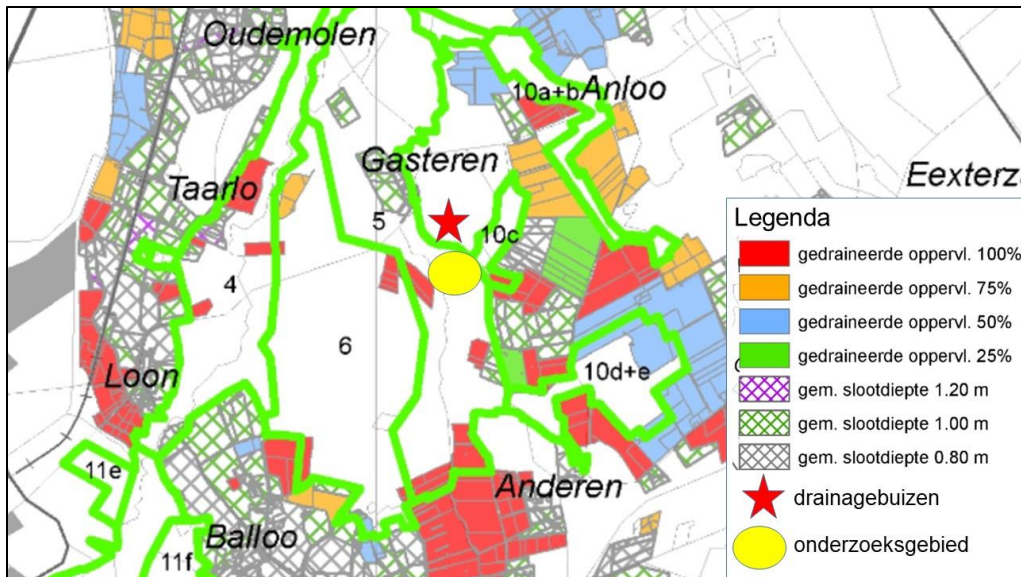 Oudemolen
10a+b
Anloo
Gasteren
Taarlo
Eexterz
5
10c
4
6
Loon
10d+e
11e
Anderen
Balloo
11f
Legenda
gedraineerde oppervl. 100%
gedraineerde oppervl. 75%
gedraineerde oppervl. 50%
gedraineerde oppervl. 25%
gem. slootdiepte 1.20 m
gem. slootdiepte 1.00 m
gem. slootdiepte 0.80 m
drainagebuizen
onderzoeksgebied